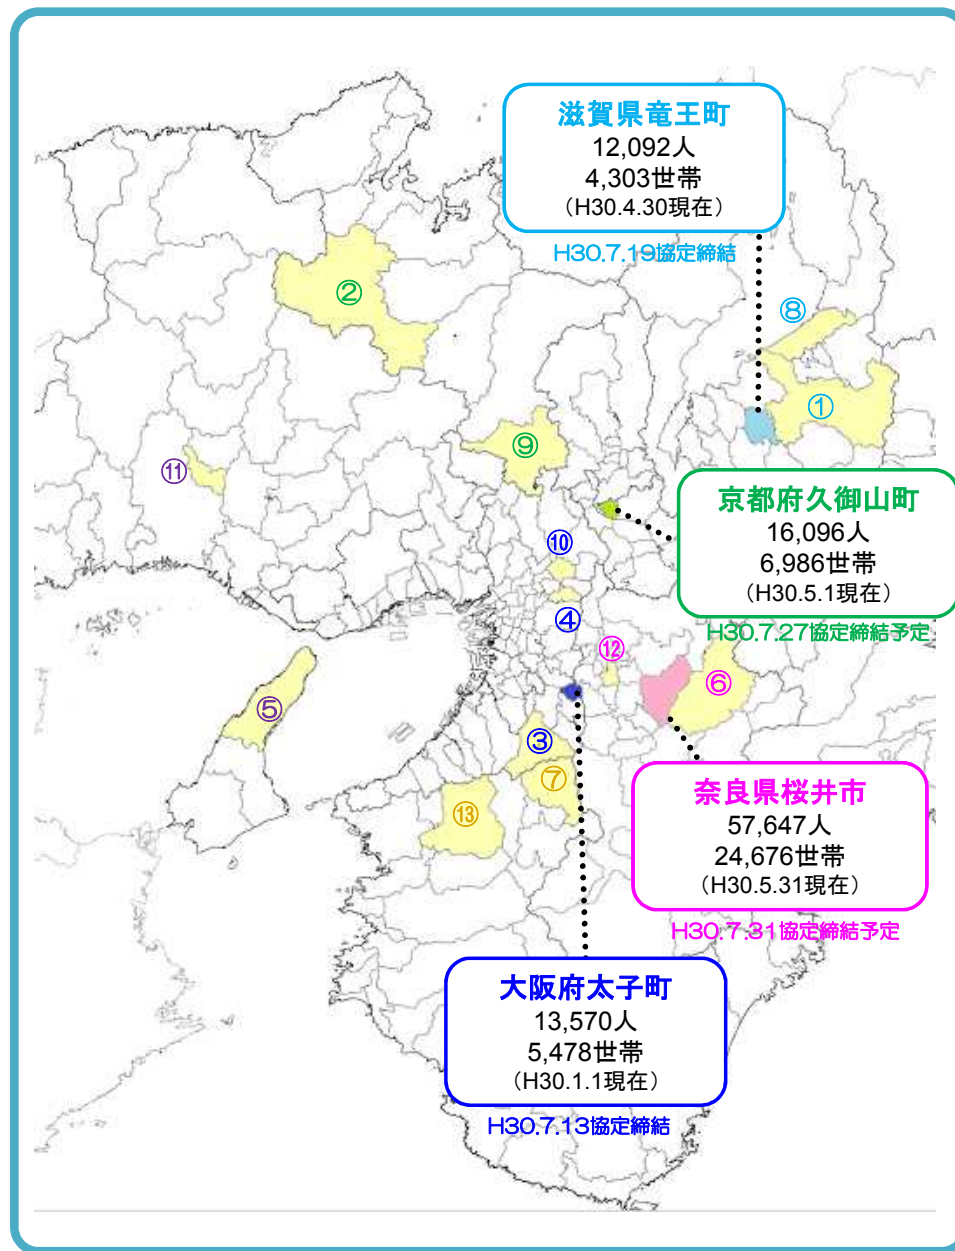 滋賀県竜王町
12,092人
4,303世帯
（H30.4.30現在）
H30.7.19協定締結
②
⑧
①
⑨
⑪
京都府久御山町
16,096人
6,986世帯
（H30.5.1現在）
H30.7.27協定締結予定
⑩
④
⑫
⑥
⑤
③
⑦
⑬
奈良県桜井市
57,647人
24,676世帯
（H30.5.31現在）
H30.7.31協定締結予定
大阪府太子町
13,570人
5,478世帯
（H30.1.1現在）
H30.7.13協定締結